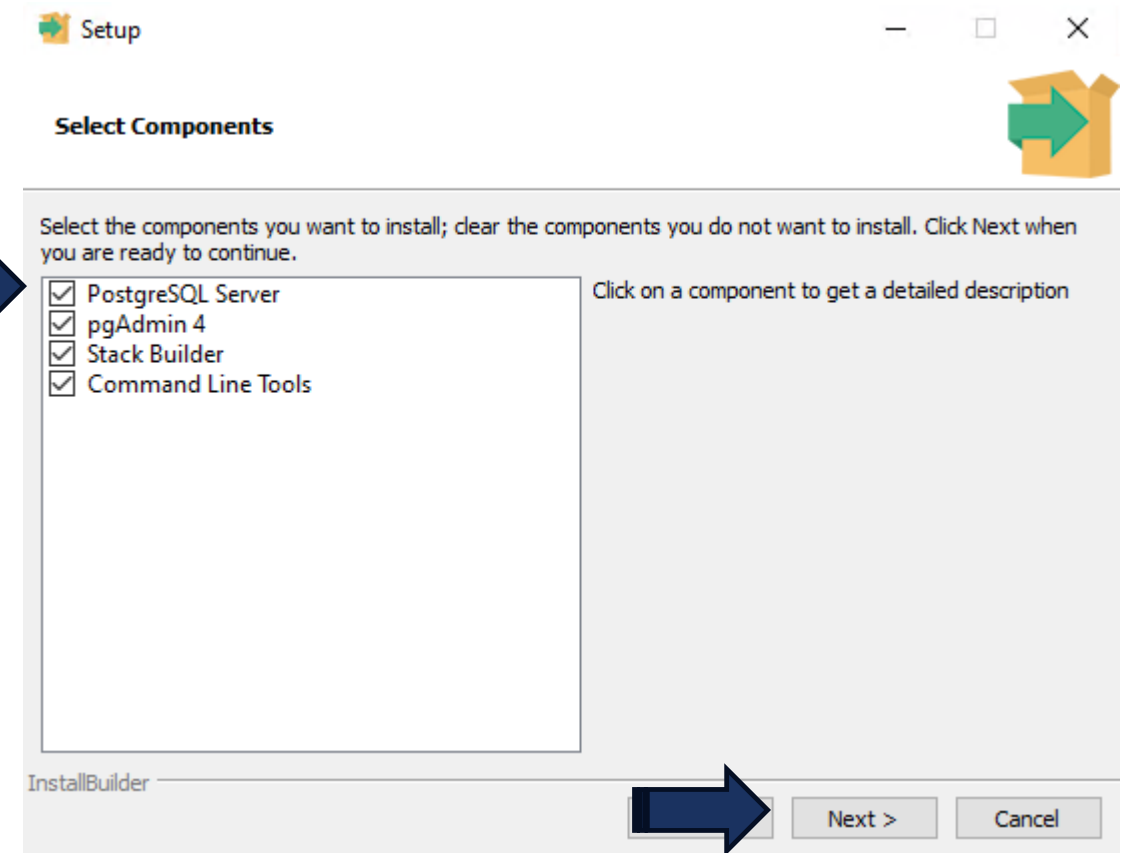 Setup
Select Components
Select the components you want to install; clear the components you do not want to install. Click Next when
you are ready to continue.
PostgreSQL Server
pgAdmin 4
Stack Builder
Command Line Tools
Click on a component to get a detailed description
InstallBuilder
Next >
Cancel